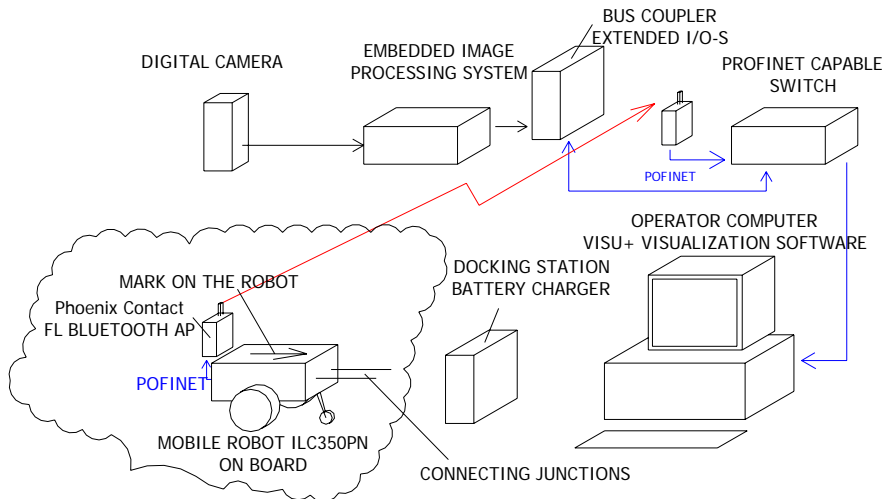 BUS COUPLER
EXTENDED I/O-S
DIGITAL CAMERA
EMBEDDED IMAGE
PROCESSING SYSTEM
PROFINET CAPABLE
SWITCH
POFINET
OPERATOR COMPUTER
VISU+ VISUALIZATION SOFTWARE
MARK ON THE ROBOT
DOCKING STATION
BATTERY CHARGER
Phoenix Contact
FL BLUETOOTH AP
POFINET
MOBILE ROBOT ILC350PN
ON BOARD
CONNECTING JUNCTIONS